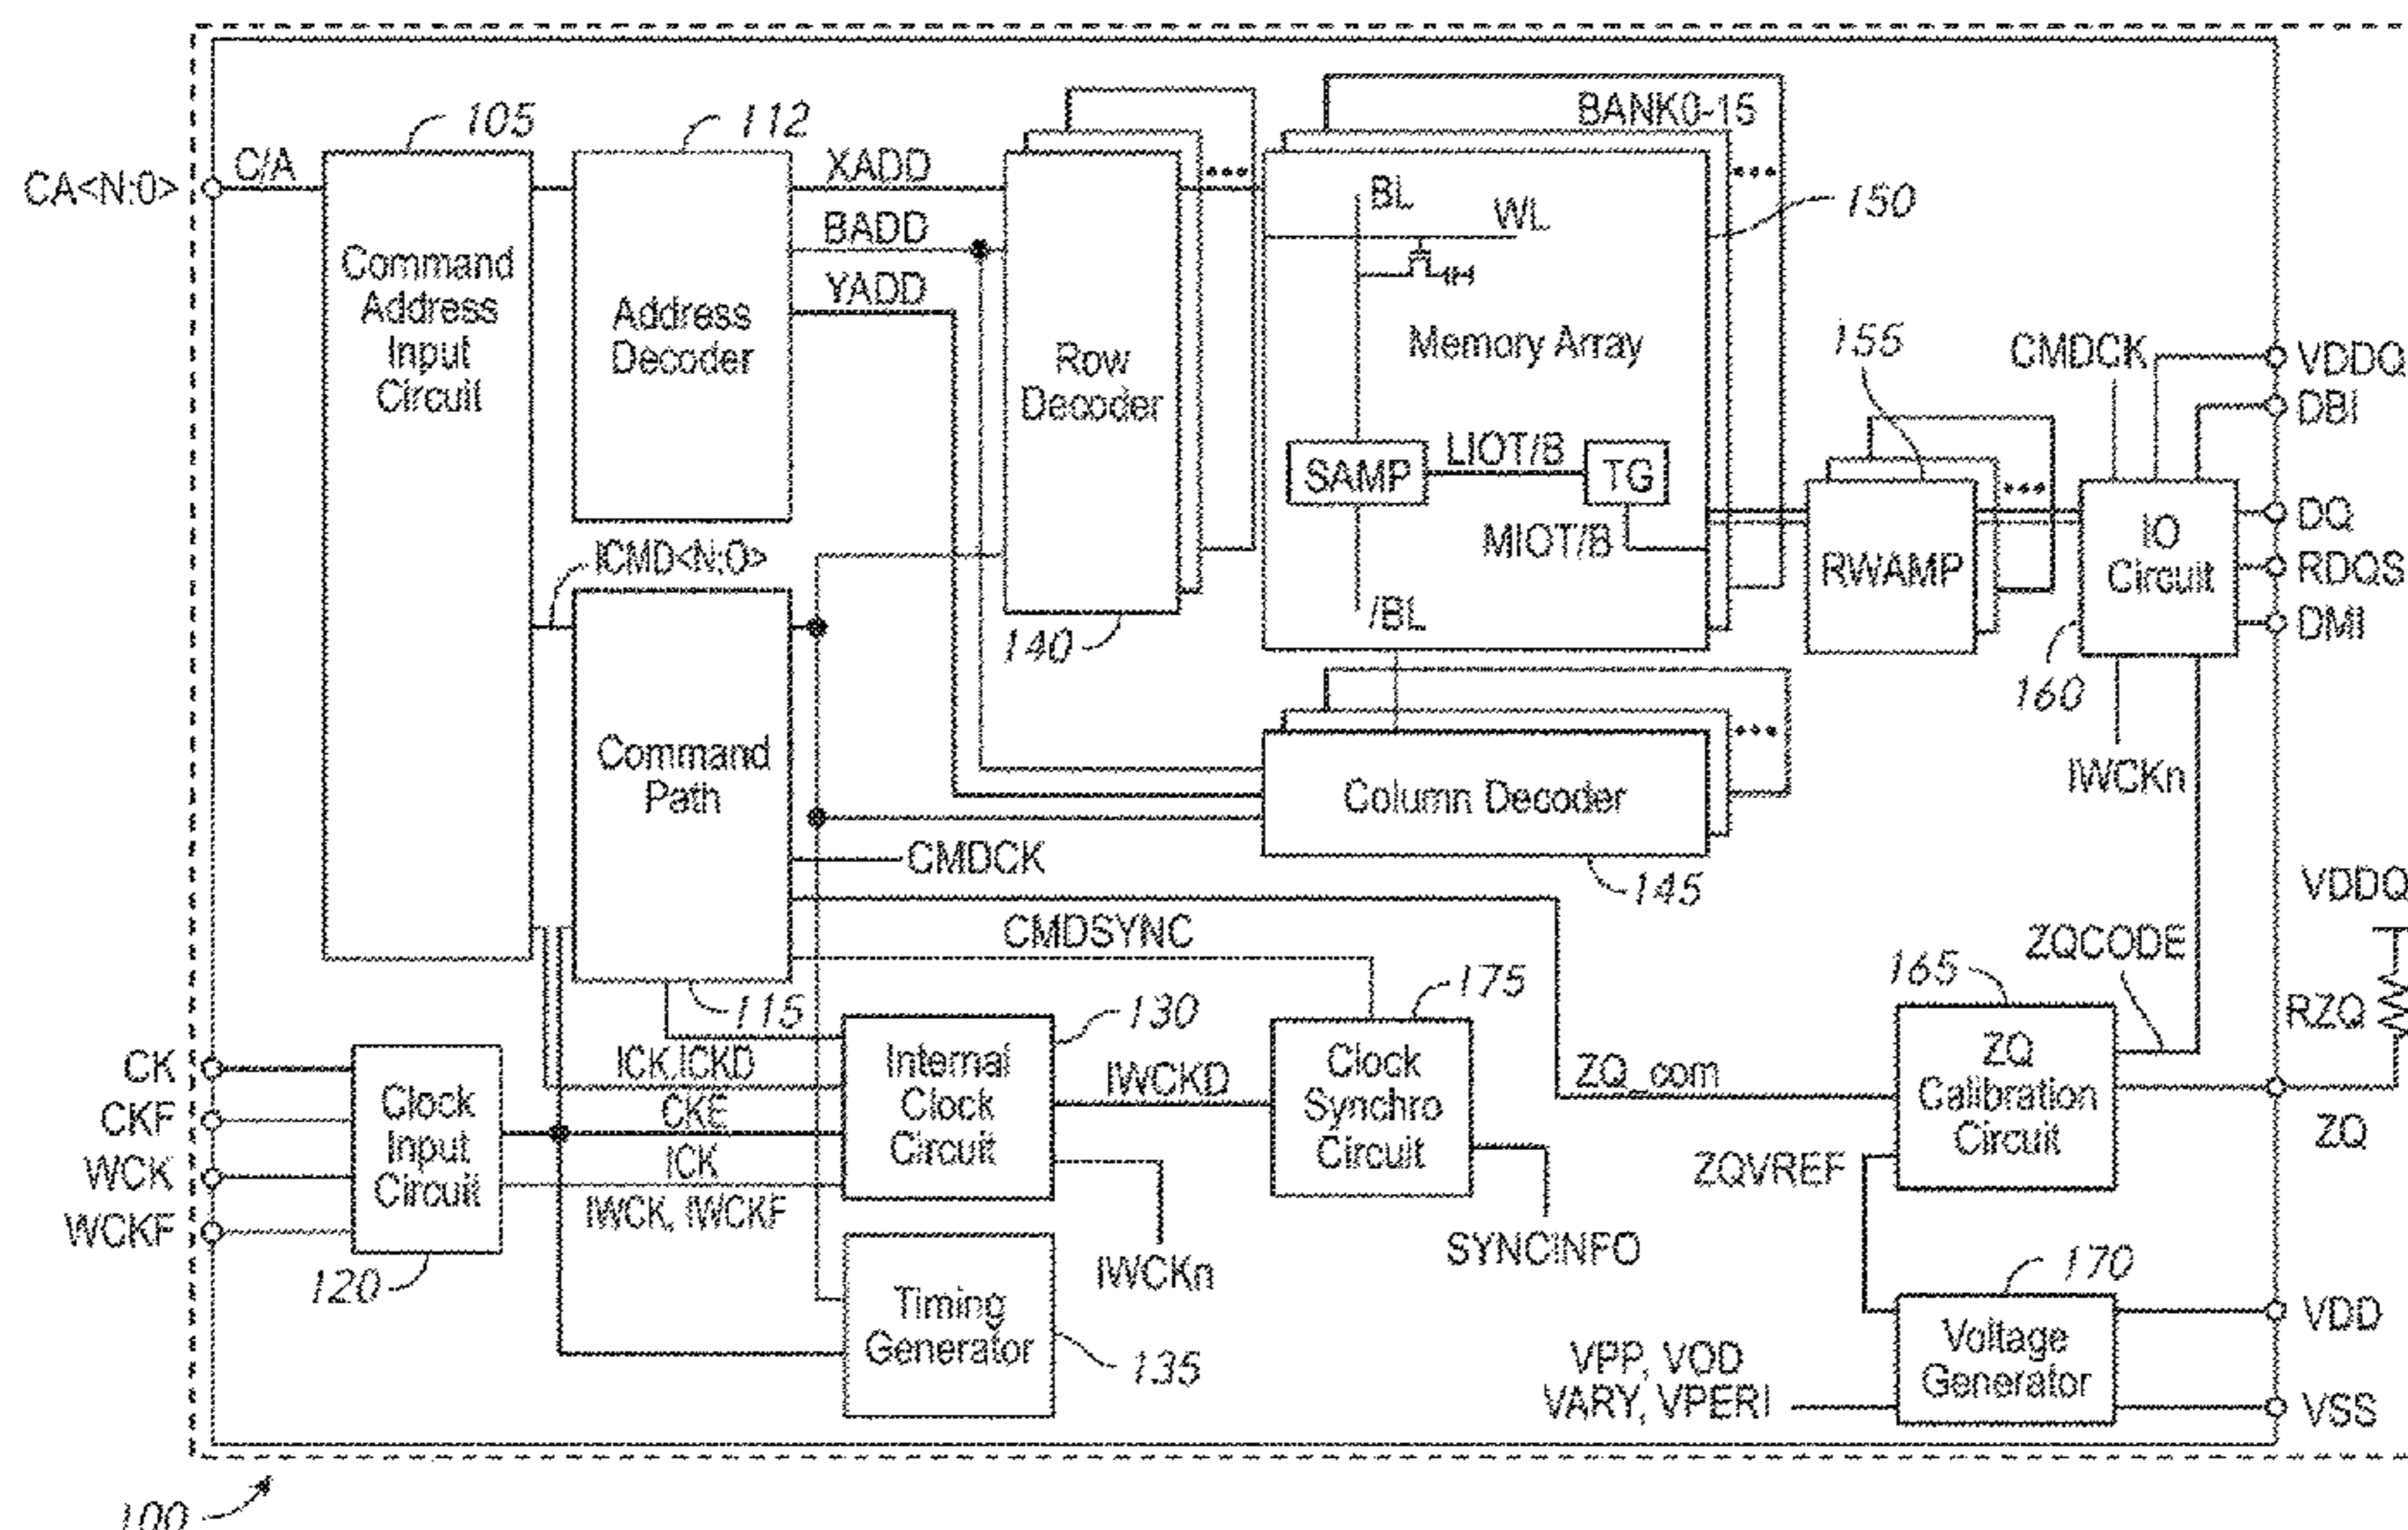 BANK0-15
105
112
CA<N:0>
C/A
XADD
BADD
YADD
BL
WL
150
Command
Address
Input
Circuit
Address
Decoder
Row
Decoder
Memory Array
155
CMDCK
VDDQ
DBI
SAMP
LIOT/B
TG
MIOT/B
/BL
RWAMP
IO
Circuit
DQ
RDQS
DMI
ICMD<N:0>
140
160
IWCKn
Command
Path
Column Decoder
CMDCK
145
VDDQ
CMDSYNC
ZQCODE
165
175
RZQ
115
130
CK
CKF
WCK
WCKF
Clock
Input
Circuit
ICK,ICKD
CKE
ICK
IWCK, IWCKF
Internal
Clock
Circuit
IWCKD
Clock
Synchro
Circuit
ZQ_com
ZQ
Calibration
Circuit
ZQ
ZQVREF
SYNCINFO
IWCKn
120
Timing
Generator
135
170
VPP, VOD
VARY, VPERI
Voltage
Generator
VDD
VSS
100